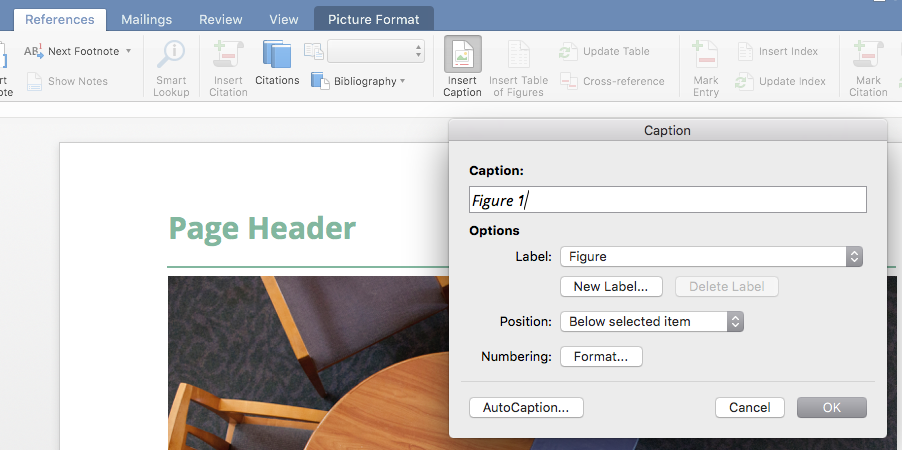 References Mailings Review View Picture Format
AB¹ Next Footnote
Show Notes
Smart
Lookup
Insert
Citation
Citations
Bibliography
Insert
Caption
Insert Table
of Figures
Update Table
Cross-reference
Mark
Entry
Insert Index
Update Index
Mark
Citation
Page Header
Caption
Caption:
Figure 1
Options
Label: Figure
New Label... Delete Label
Position: Below selected item
Numbering: Format...
AutoCaption... Cancel OK